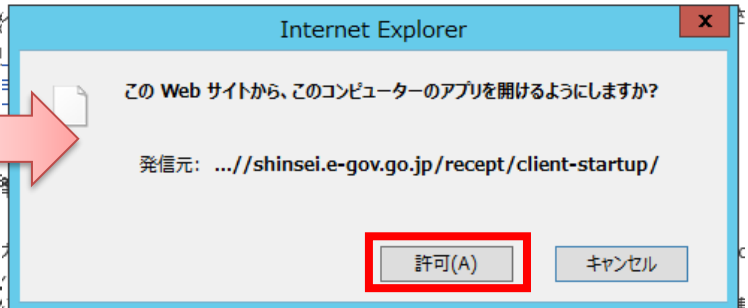 Internet Explorer
x
この Web サイトから、このコンピューターのアプリを開けるようにしますか?
発信元: ...//shinsei.e-gov.go.jp/recept/client-startup/
許可(A)
キャンセル